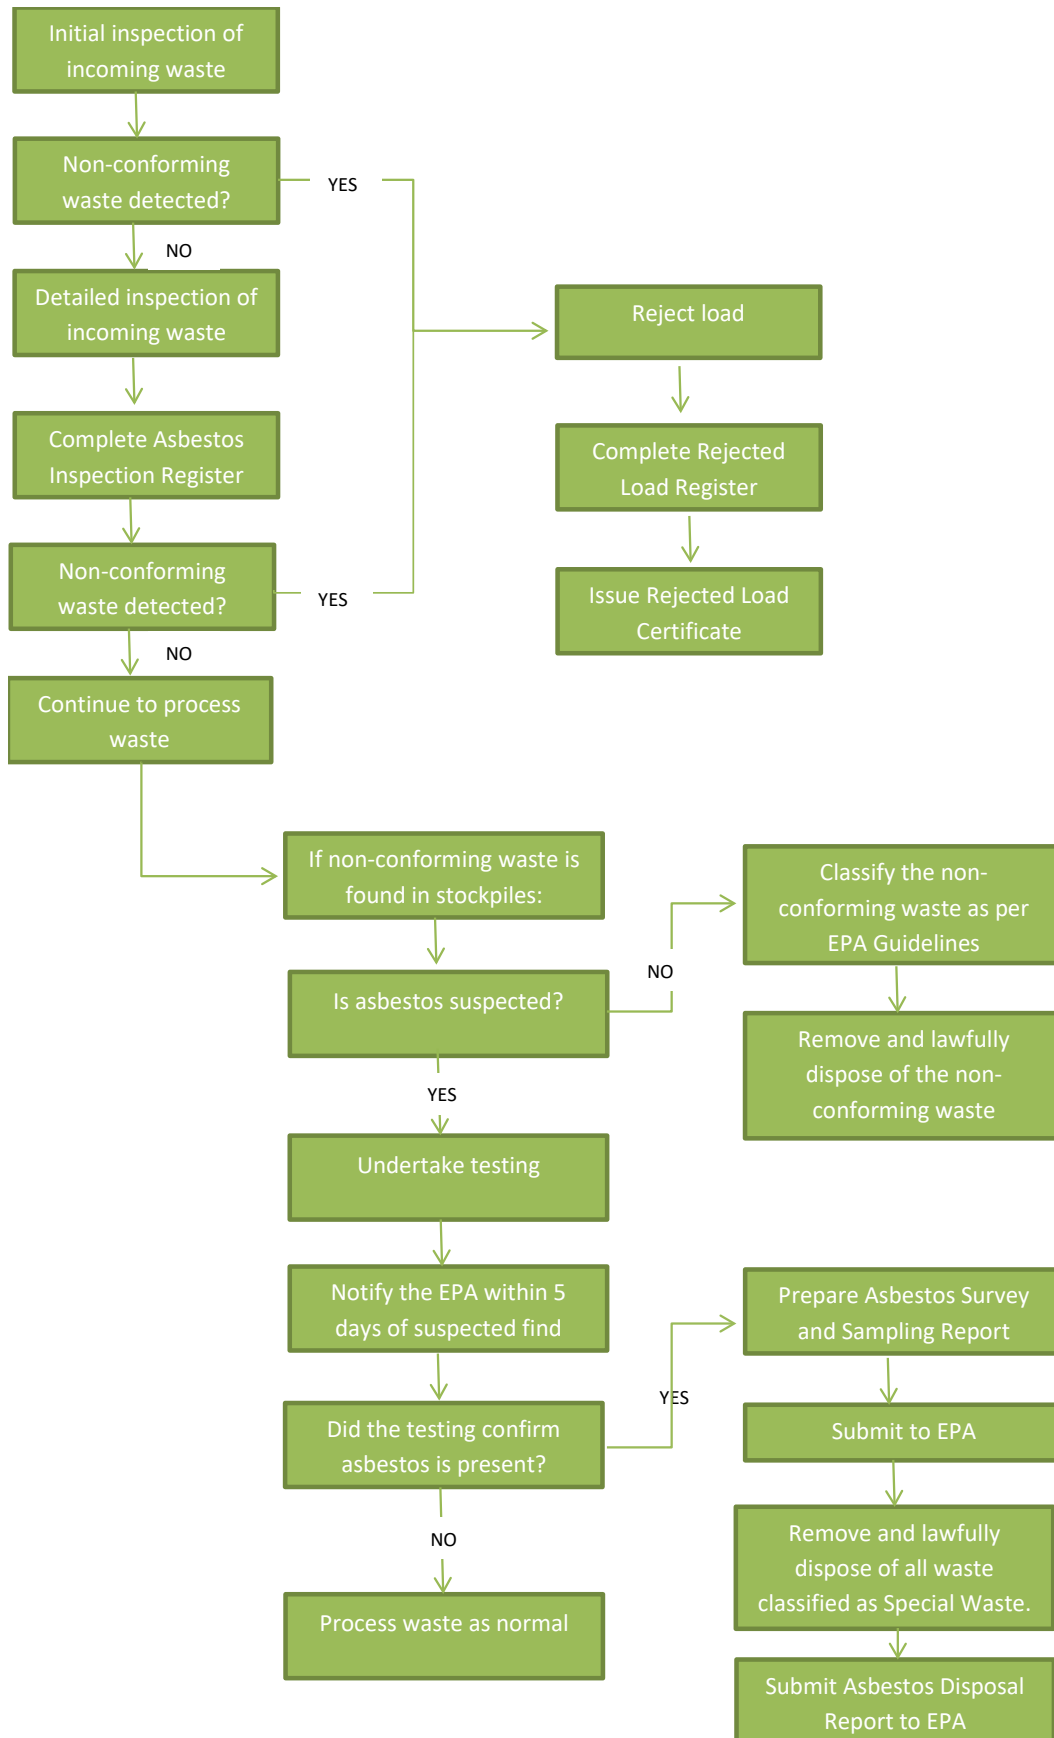 Initial inspection of
incoming waste
Non-conforming
waste detected?
YES
NO
Detailed inspection of
incoming waste
Reject load
Complete Asbestos
Inspection Register
Complete Rejected
Load Register
Non-conforming
waste detected?
YES
Issue Rejected Load
Certificate
NO
Continue to process
waste
If non-conforming waste is
found in stockpiles:
Classify the non-
conforming waste as per
EPA Guidelines
NO
Is asbestos suspected?
Remove and lawfully
dispose of the non-
conforming waste
YES
Undertake testing
Notify the EPA within 5
days of suspected find
Prepare Asbestos Survey
and Sampling Report
YES
Did the testing confirm
asbestos is present?
Submit to EPA
NO
Remove and lawfully
dispose of all waste
classified as Special Waste.
Process waste as normal
Submit Asbestos Disposal
Report to EPA